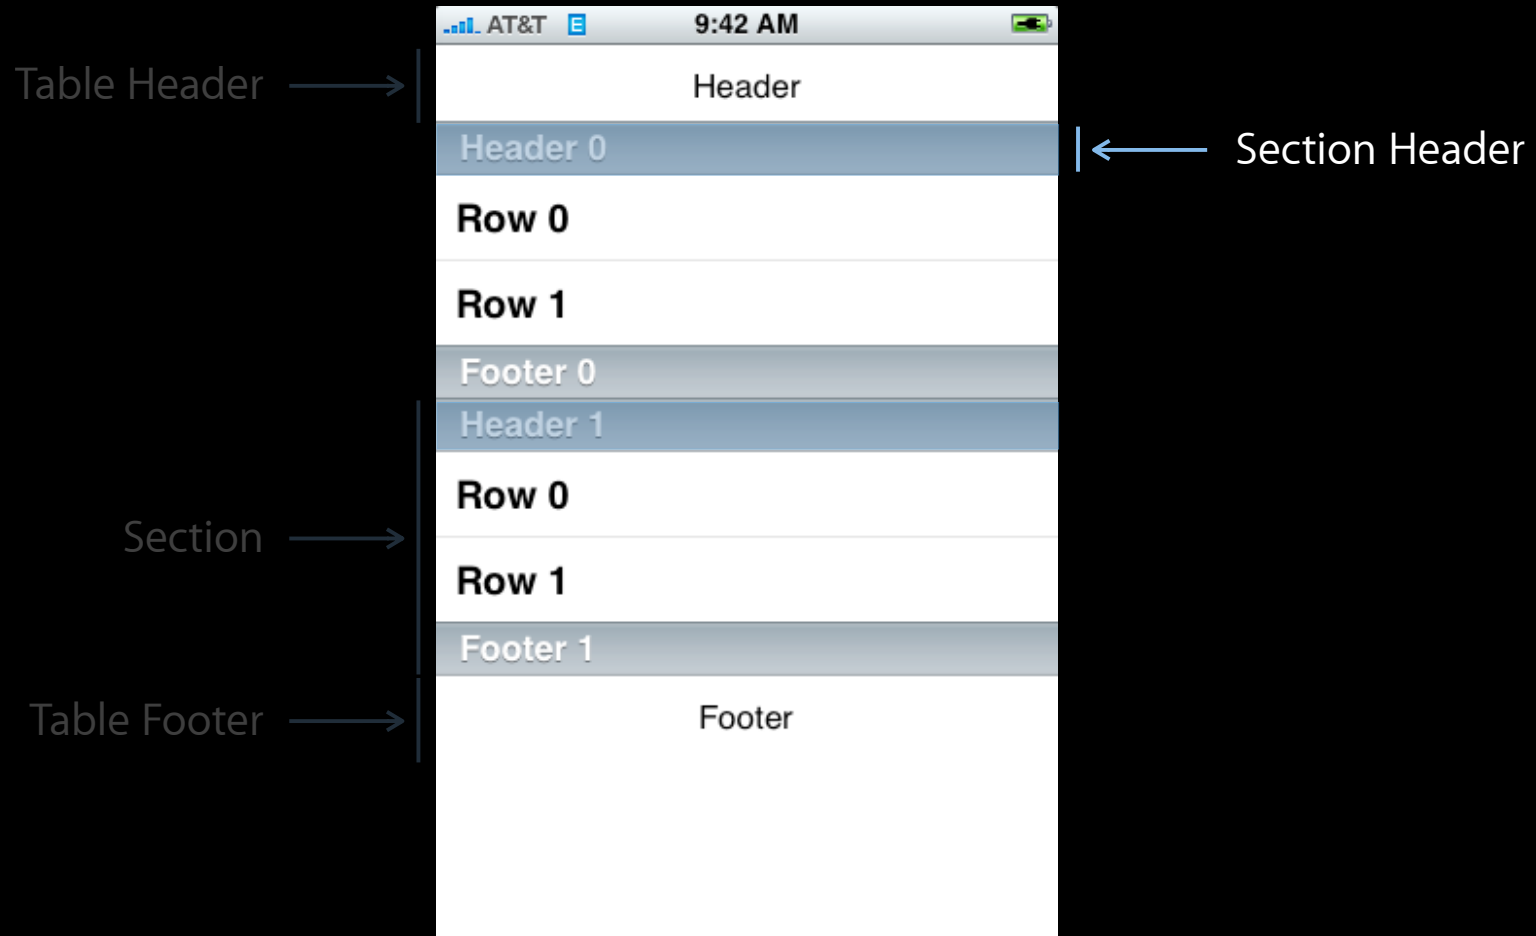 AT&T E 9:42 AM
Table Header
Header
Header 0
Section Header
Row 0
Row 1
Footer 0
Header 1
Row 0
Section
Row 1
Footer 1
Table Footer
Footer